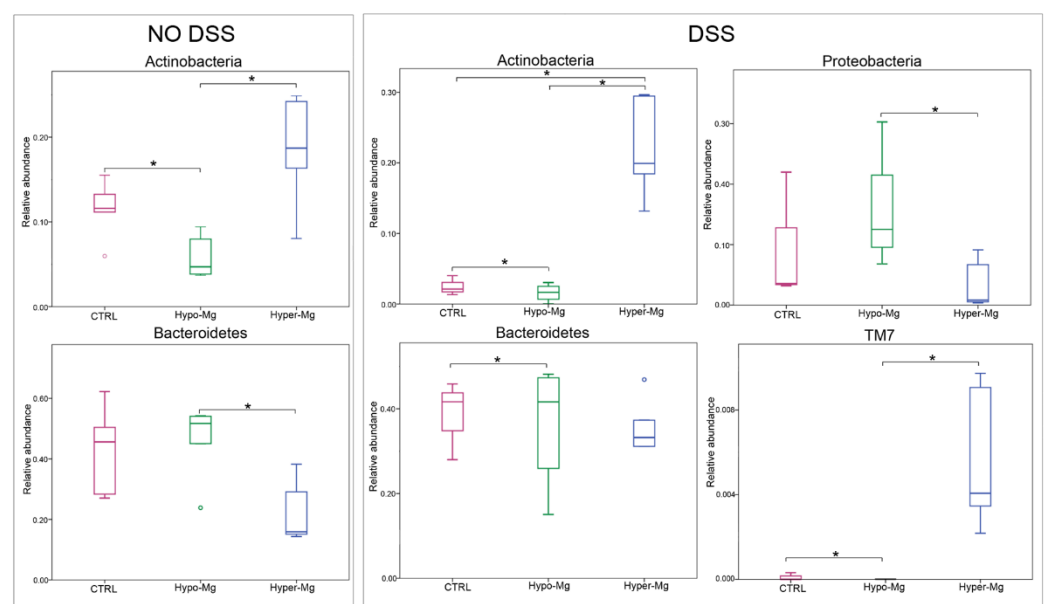 NO DSS
Actinobacteria
Relative abundance
0.20
0.10
0.00
*
*
CTRL
Hypo-Mg
Hyper-Mg
Bacteroidetes
Relative abundance
0.60
0.40
0.20
0.00
*
CTRL
Hypo-Mg
Hyper-Mg
DSS
Actinobacteria
Relative abundance
0.30
0.20
0.10
0.00
*
*
*
CTRL
Hypo-Mg
Hyper-Mg
Proteobacteria
Relative abundance
0.30
0.40
0.10
0.00
*
CTRL
Hypo-Mg
Hyper-Mg
Bacteroidetes
Relative abundance
0.40
0.20
0.00
*
CTRL
Hypo-Mg
Hyper-Mg
TM7
Relative abundance
0.008
0.004
0.000
*
*
CTRL
Hypo-Mg
Hyper-Mg